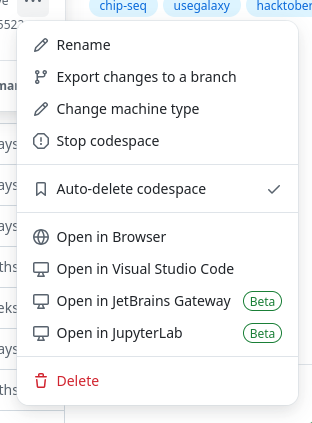 chip-seq usegalaxy
Rename
Export changes to a branch
Change machine type
Stop codespace
Auto-delete codespace
Open in Browser
Open in Visual Studio Code
Open in JetBrains Gateway Beta
Open in JupyterLab Beta
Delete